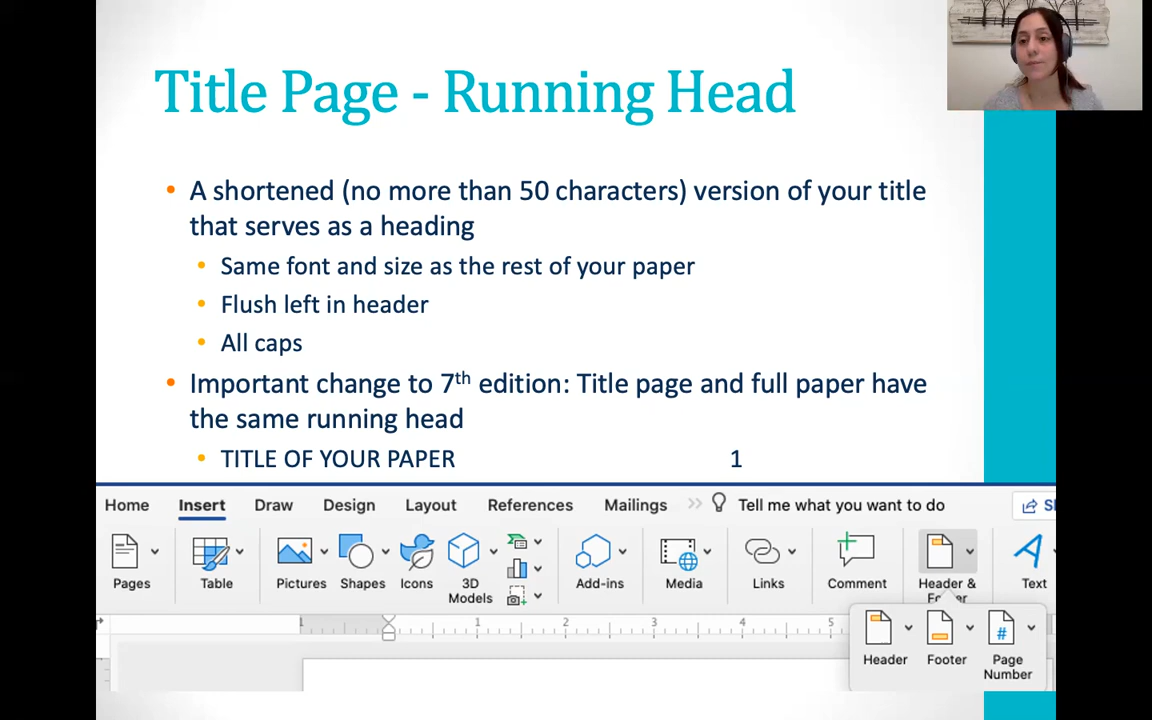 Title Page - Running Head
• A shortened (no more than 50 characters) version of your title
that serves as a heading
• Same font and size as the rest of your paper
• Flush left in header
• All caps
• Important change to 7th edition: Title page and full paper have
the same running head
• TITLE OF YOUR PAPER 1
Home Insert Draw Design Layout References Mailings Tell me what you want to do
Pages Table Pictures Shapes Icons 3D Models Add-ins Media Links Comment Header & Text
1 1 2 3 4 5
Header Footer Page Number